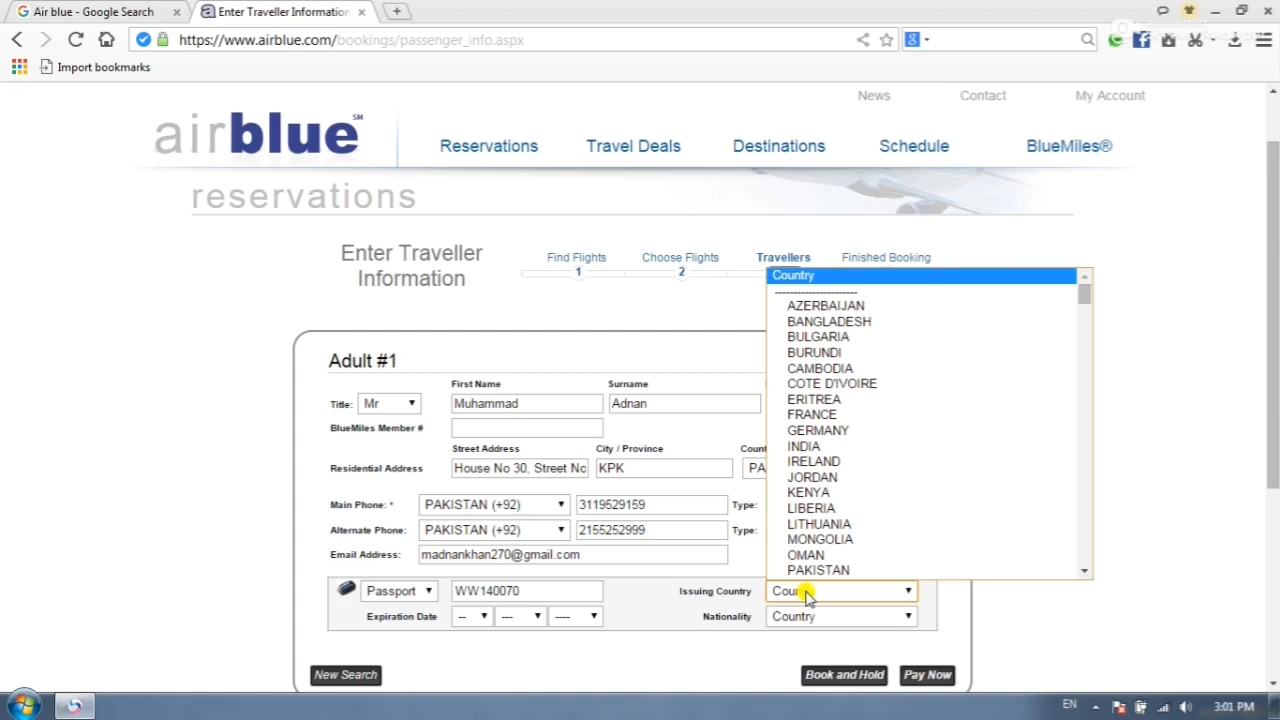 Air blue - Google Search
Enter Traveller Information
https://www.airblue.com/bookings/passenger_info.aspx
Import bookmarks
News Contact My Account
airblue SM
Reservations Travel Deals Destinations Schedule BlueMiles®
reservations
Enter Traveller
Information
Find Flights Choose Flights Travellers Finished Booking
1 2
Country
----------------------
AZERBAIJAN
BANGLADESH
BULGARIA
BURUNDI
CAMBODIA
COTE D'IVOIRE
ERITREA
FRANCE
GERMANY
INDIA
IRELAND
JORDAN
KENYA
LIBERIA
LITHUANIA
MONGOLIA
OMAN
PAKISTAN
Adult #1
First Name Surname
Title: Mr Muhammad Adnan
BlueMiles Member #
Street Address City / Province Count
Residential Address House No 30, Street No KPK PA
Main Phone: * PAKISTAN (+92) 3119529159 Type:
Alternate Phone: PAKISTAN (+92) 2155252999 Type:
Email Address: madnankhan270@gmail.com
Passport WW140070 Issuing Country Coun
Expiration Date -- --- ---- Nationality Country
New Search Book and Hold Pay Now
EN 3:01 PM